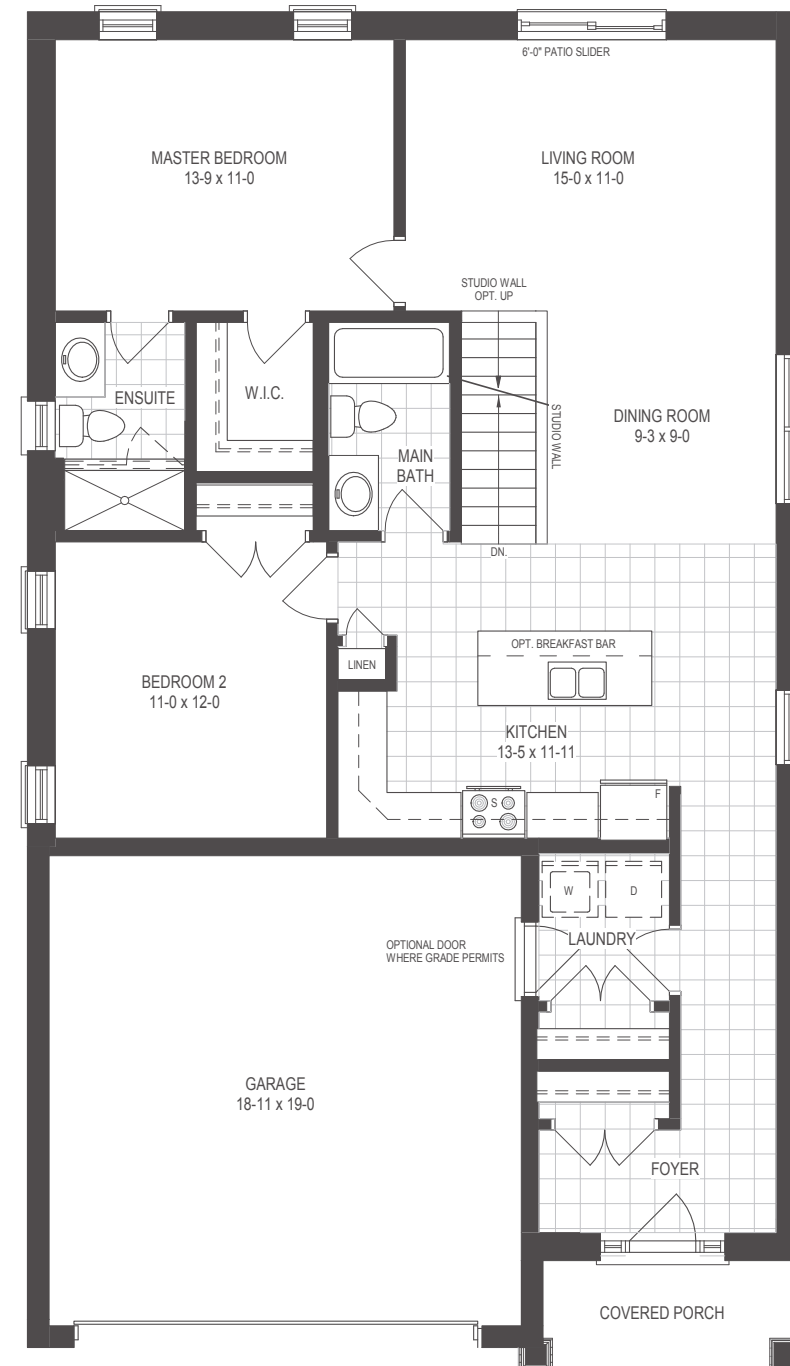 6'-0" PATIO SLIDER
MASTER BEDROOM
13-9 x 11-0
LIVING ROOM
15-0 x 11-0
STUDIO WALL
OPT. UP
ENSUITE
W.I.C.
STUDIO WALL
DINING ROOM
9-3 x 9-0
MAIN
BATH
DN.
OPT. BREAKFAST BAR
LINEN
BEDROOM 2
11-0 x 12-0
KITCHEN
13-5 x 11-11
S
F
W
D
LAUNDRY
OPTIONAL DOOR
WHERE GRADE PERMITS
GARAGE
18-11 x 19-0
FOYER
COVERED PORCH